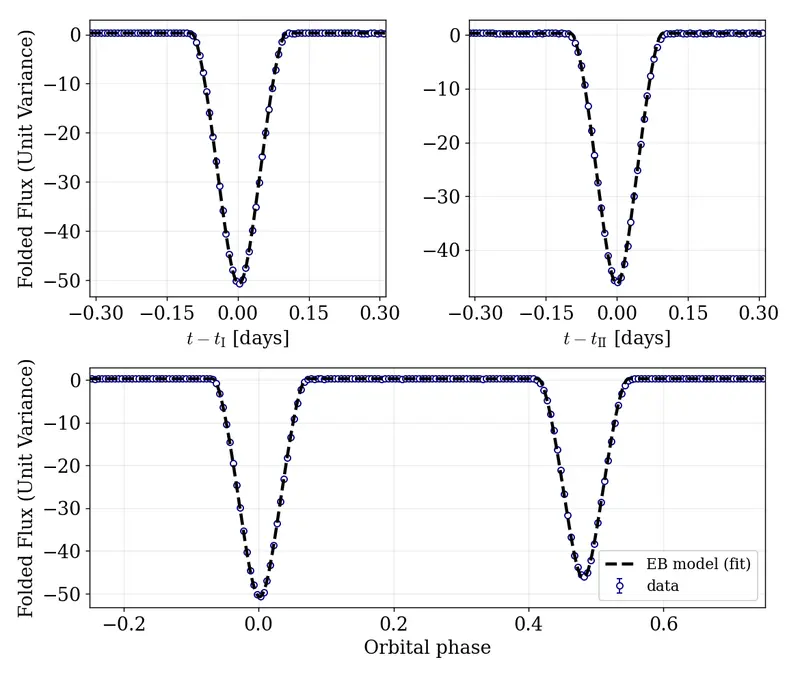 Folded Flux (Unit Variance)
0
−10
−20
−30
−40
−50
−0.30 −0.15 0.00 0.15 0.30
t − tI [days]
0
−10
−20
−30
−40
−0.30 −0.15 0.00 0.15 0.30
t − tII [days]
Folded Flux (Unit Variance)
0
−10
−20
−30
−40
−50
EB model (fit)
data
−0.2 0.0 0.2 0.4 0.6
Orbital phase